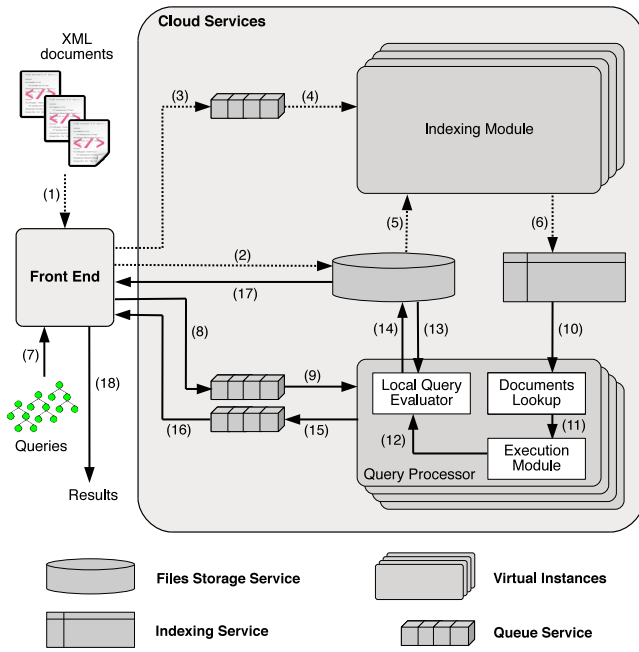 Cloud Services
XML
documents
</>
</>
</>
(1)
(3)
(4)
Indexing Module
(5)
(6)
(2)
Front End
(17)
(8)
(14)
(13)
(10)
(7)
(18)
(9)
Local Query
Evaluator
Documents
Lookup
(16)
(15)
(12)
(11)
Execution
Module
Query Processor
Queries
Results
Files Storage Service
Virtual Instances
Indexing Service
Queue Service